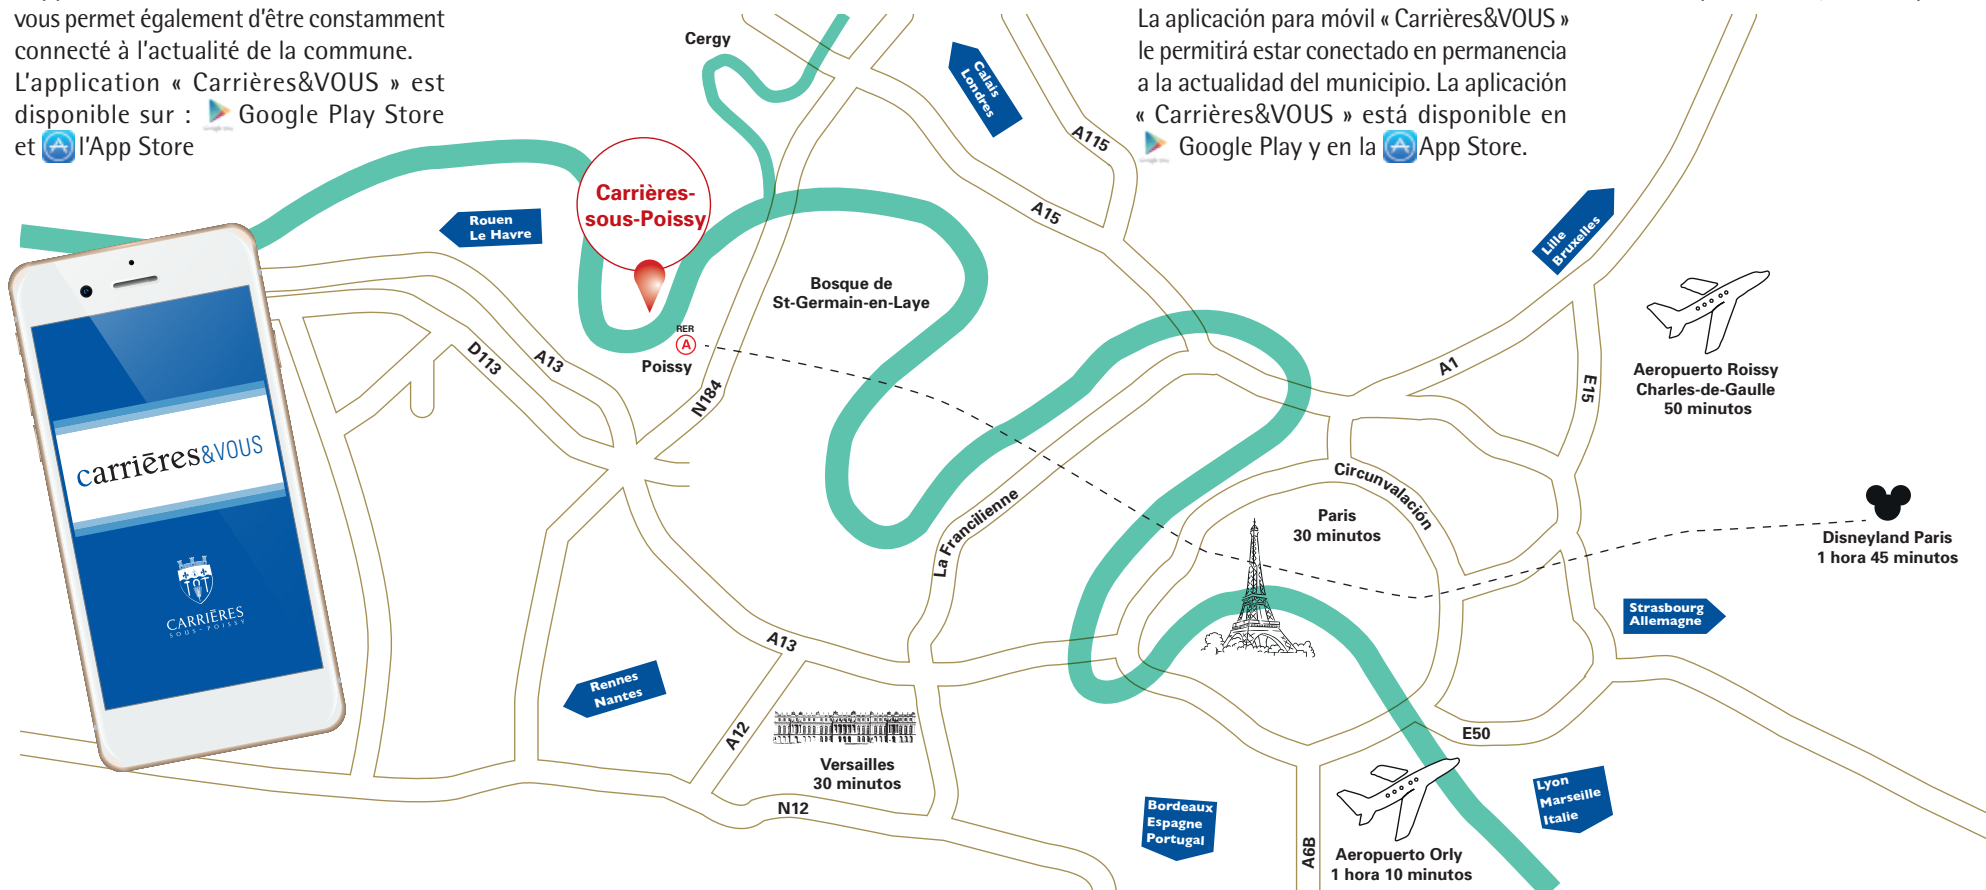 vous permet également d'être constamment
connecté à l'actualité de la commune.
L'application « Carrières&VOUS » est
disponible sur : Google Play Store
et l'App Store
La aplicación para móvil « Carrières&VOUS »
le permitirá estar conectado en permanencia
a la actualidad del municipio. La aplicación
« Carrières&VOUS » está disponible en
Google Play y en la App Store.
Cergy
Calais
Londres
A115
A15
Rouen
Le Havre
Carrières-
sous-Poissy
Lille
Bruxelles
Bosque de
St-Germain-en-Laye
RER
A
Poissy
D113
A13
N184
A1
E15
Aeropuerto Roissy
Charles-de-Gaulle
50 minutos
carrières&VOUS
CARRIÈRES
SOUS-POISSY
La Francilienne
Circunvalación
Paris
30 minutos
Disneyland Paris
1 hora 45 minutos
Strasbourg
Allemagne
A13
Rennes
Nantes
A12
Versailles
30 minutos
N12
E50
Bordeaux
Espagne
Portugal
A6B
Aeropuerto Orly
1 hora 10 minutos
Lyon
Marseille
Italie